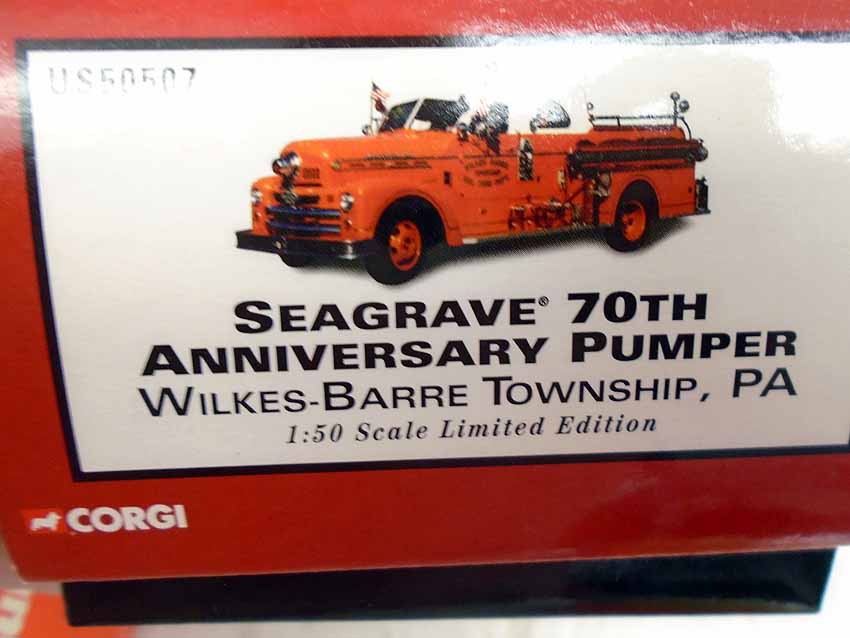 US50507
SEAGRAVE® 70TH
ANNIVERSARY PUMPER
WILKES-BARRE TOWNSHIP, PA
1:50 Scale Limited Edition
CORGI